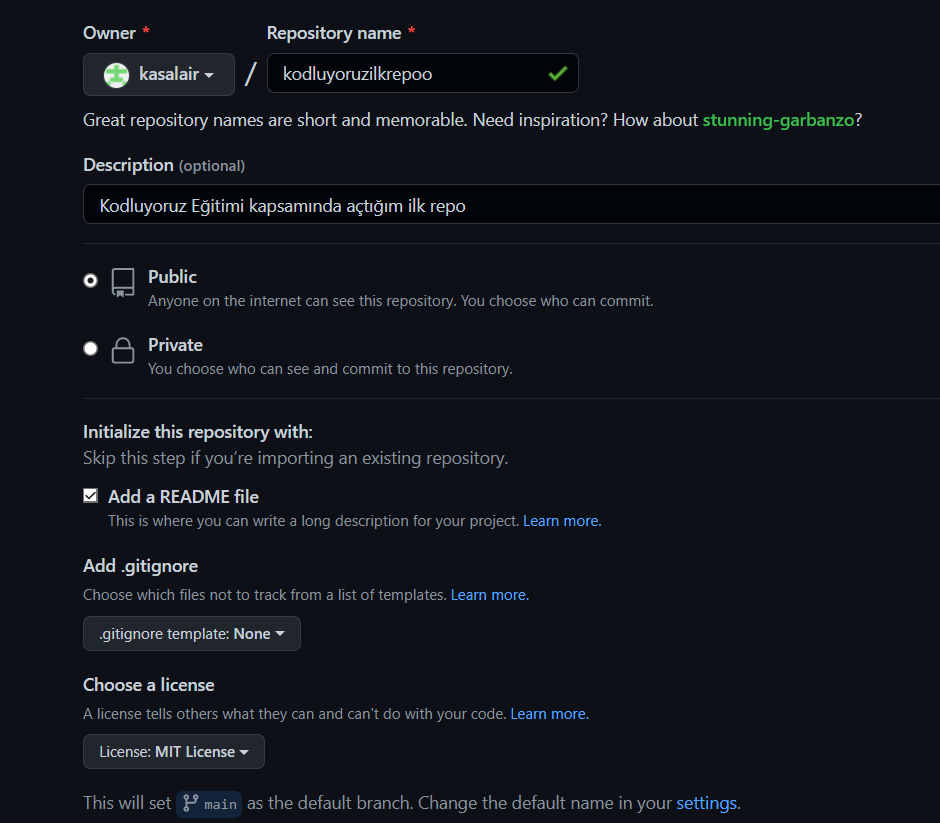 Owner * Repository name *
kasalair / kodluyoruzilkrepoo
Great repository names are short and memorable. Need inspiration? How about stunning-garbanzo?
Description (optional)
Kodluyoruz Eğitimi kapsamında açtığım ilk repo
Public
Anyone on the internet can see this repository. You choose who can commit.
Private
You choose who can see and commit to this repository.
Initialize this repository with:
Skip this step if you're importing an existing repository.
Add a README file
This is where you can write a long description for your project. Learn more.
Add .gitignore
Choose which files not to track from a list of templates. Learn more.
.gitignore template: None
Choose a license
A license tells others what they can and can't do with your code. Learn more.
License: MIT License
This will set main as the default branch. Change the default name in your settings.